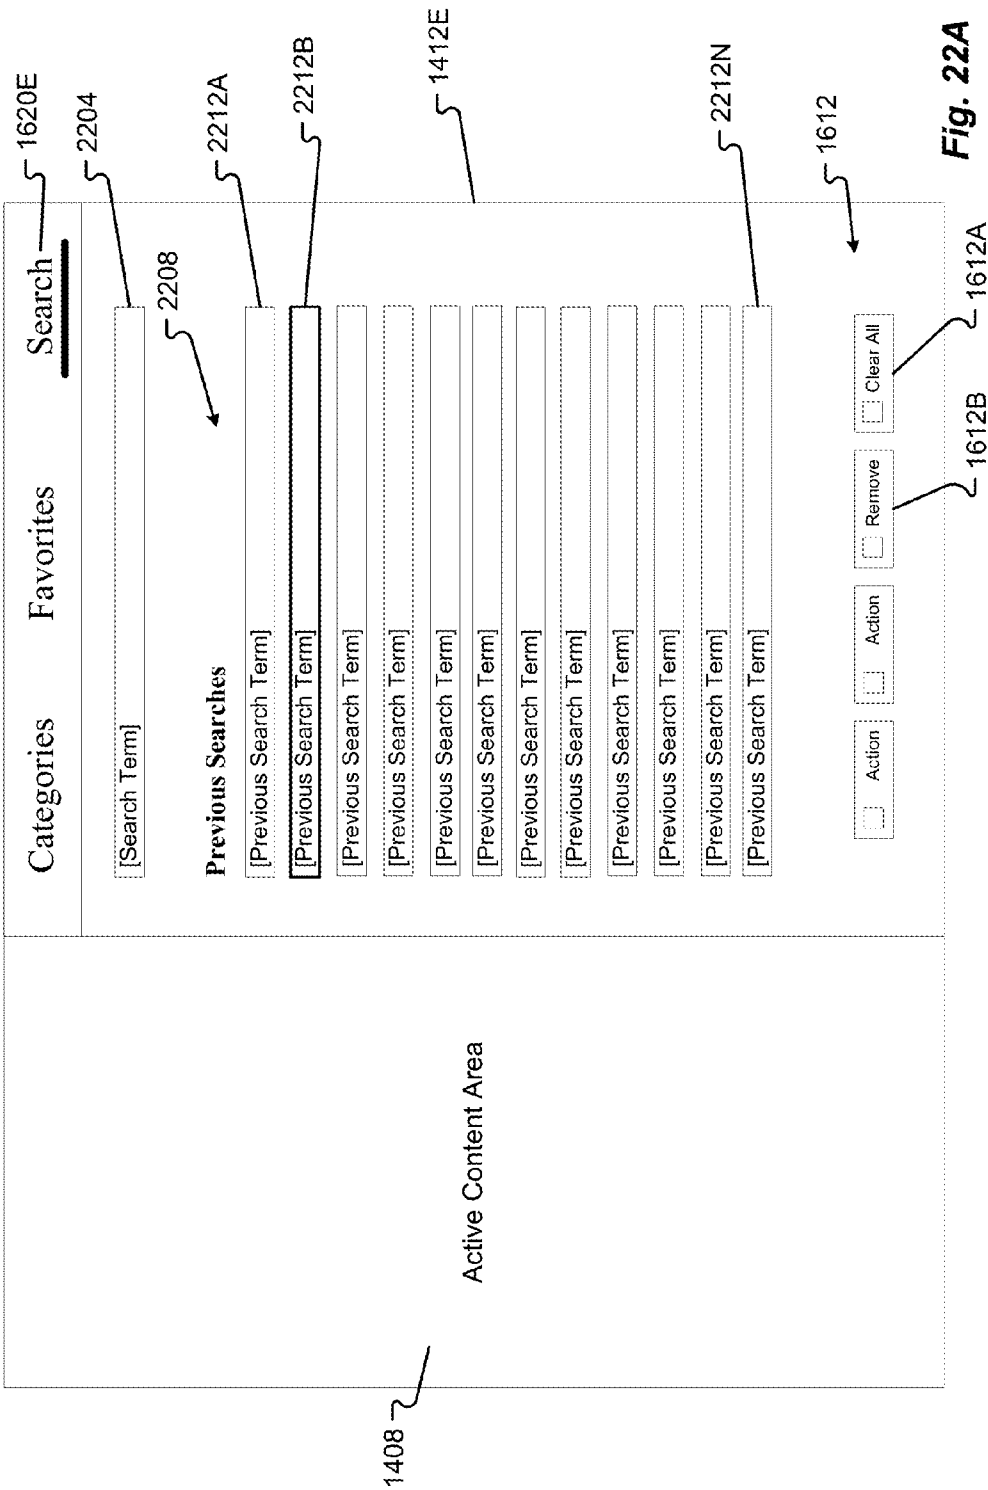 Categories
Favorites
Search
1620E
[Search Term]
2204
2208
Previous Searches
[Previous Search Term]
2212A
[Previous Search Term]
2212B
[Previous Search Term]
[Previous Search Term]
[Previous Search Term]
1412E
[Previous Search Term]
[Previous Search Term]
[Previous Search Term]
[Previous Search Term]
[Previous Search Term]
[Previous Search Term]
[Previous Search Term]
2212N
Active Content Area
1408
1612
Action
Action
Remove
Clear All
1612B
1612A
Fig. 22A